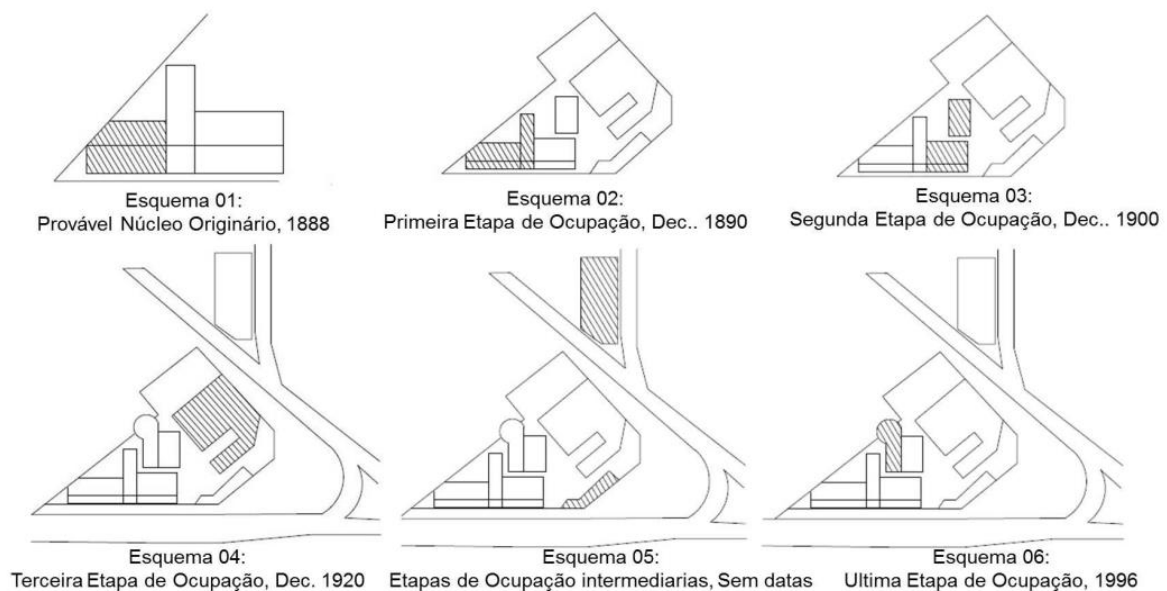 Esquema 01:
Provável Núcleo Originário, 1888
Esquema 02:
Primeira Etapa de Ocupação, Dec.. 1890
Esquema 03:
Segunda Etapa de Ocupação, Dec.. 1900
Esquema 04:
Terceira Etapa de Ocupação, Dec. 1920
Esquema 05:
Etapas de Ocupação intermediarias, Sem datas
Esquema 06:
Ultima Etapa de Ocupação, 1996